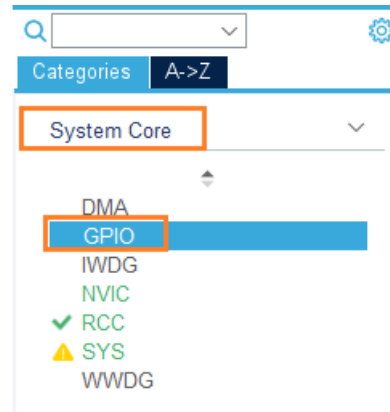 Categories A->Z
System Core
DMA
GPIO
IWDG
NVIC
RCC
SYS
WWDG